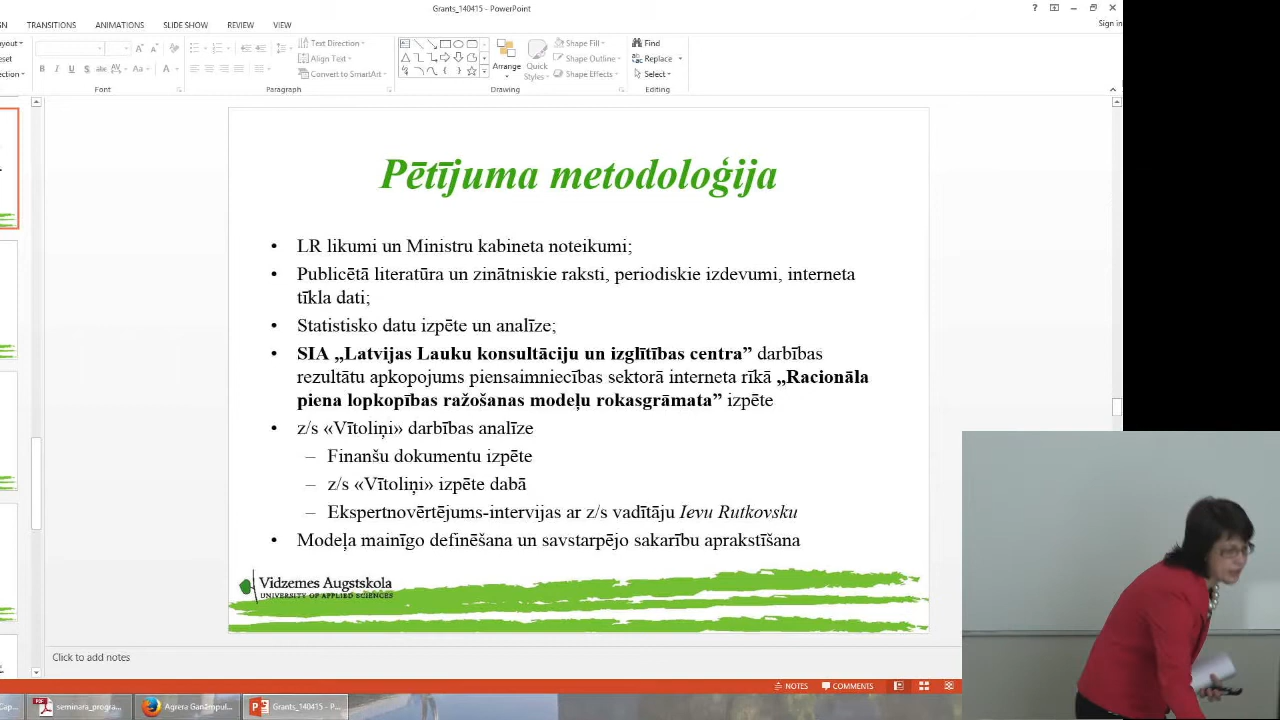 Grants_140415 - PowerPoint
TRANSITIONS ANIMATIONS SLIDE SHOW REVIEW VIEW
Sign in
Text Direction
Align Text
Convert to SmartArt
Font
Paragraph
Arrange
Quick
Styles
Shape Fill
Shape Outline
Shape Effects
Drawing
Find
Replace
Select
Editing
Pētījuma metodoloģija
• LR likumi un Ministru kabineta noteikumi;
• Publicētā literatūra un zinātniskie raksti, periodiskie izdevumi, interneta
tīkla dati;
• Statistisko datu izpēte un analīze;
• SIA „Latvijas Lauku konsultāciju un izglītības centra” darbības
rezultātu apkopojums piensaimniecības sektorā interneta rīkā „Racionāla
piena lopkopības ražošanas modeļu rokasgrāmata” izpēte
• z/s «Vītoliņi» darbības analīze
– Finanšu dokumentu izpēte
– z/s «Vītoliņi» izpēte dabā
– Ekspertnovērtējums-intervijas ar z/s vadītāju Ievu Rutkovsku
• Modeļa mainīgo definēšana un savstarpējo sakarību aprakstīšana
Vidzemes Augstskola
UNIVERSITY OF APPLIED SCIENCES
Click to add notes
NOTES COMMENTS
seminara_progra... Agrera Ganāmpul... Grants_140415 - P...